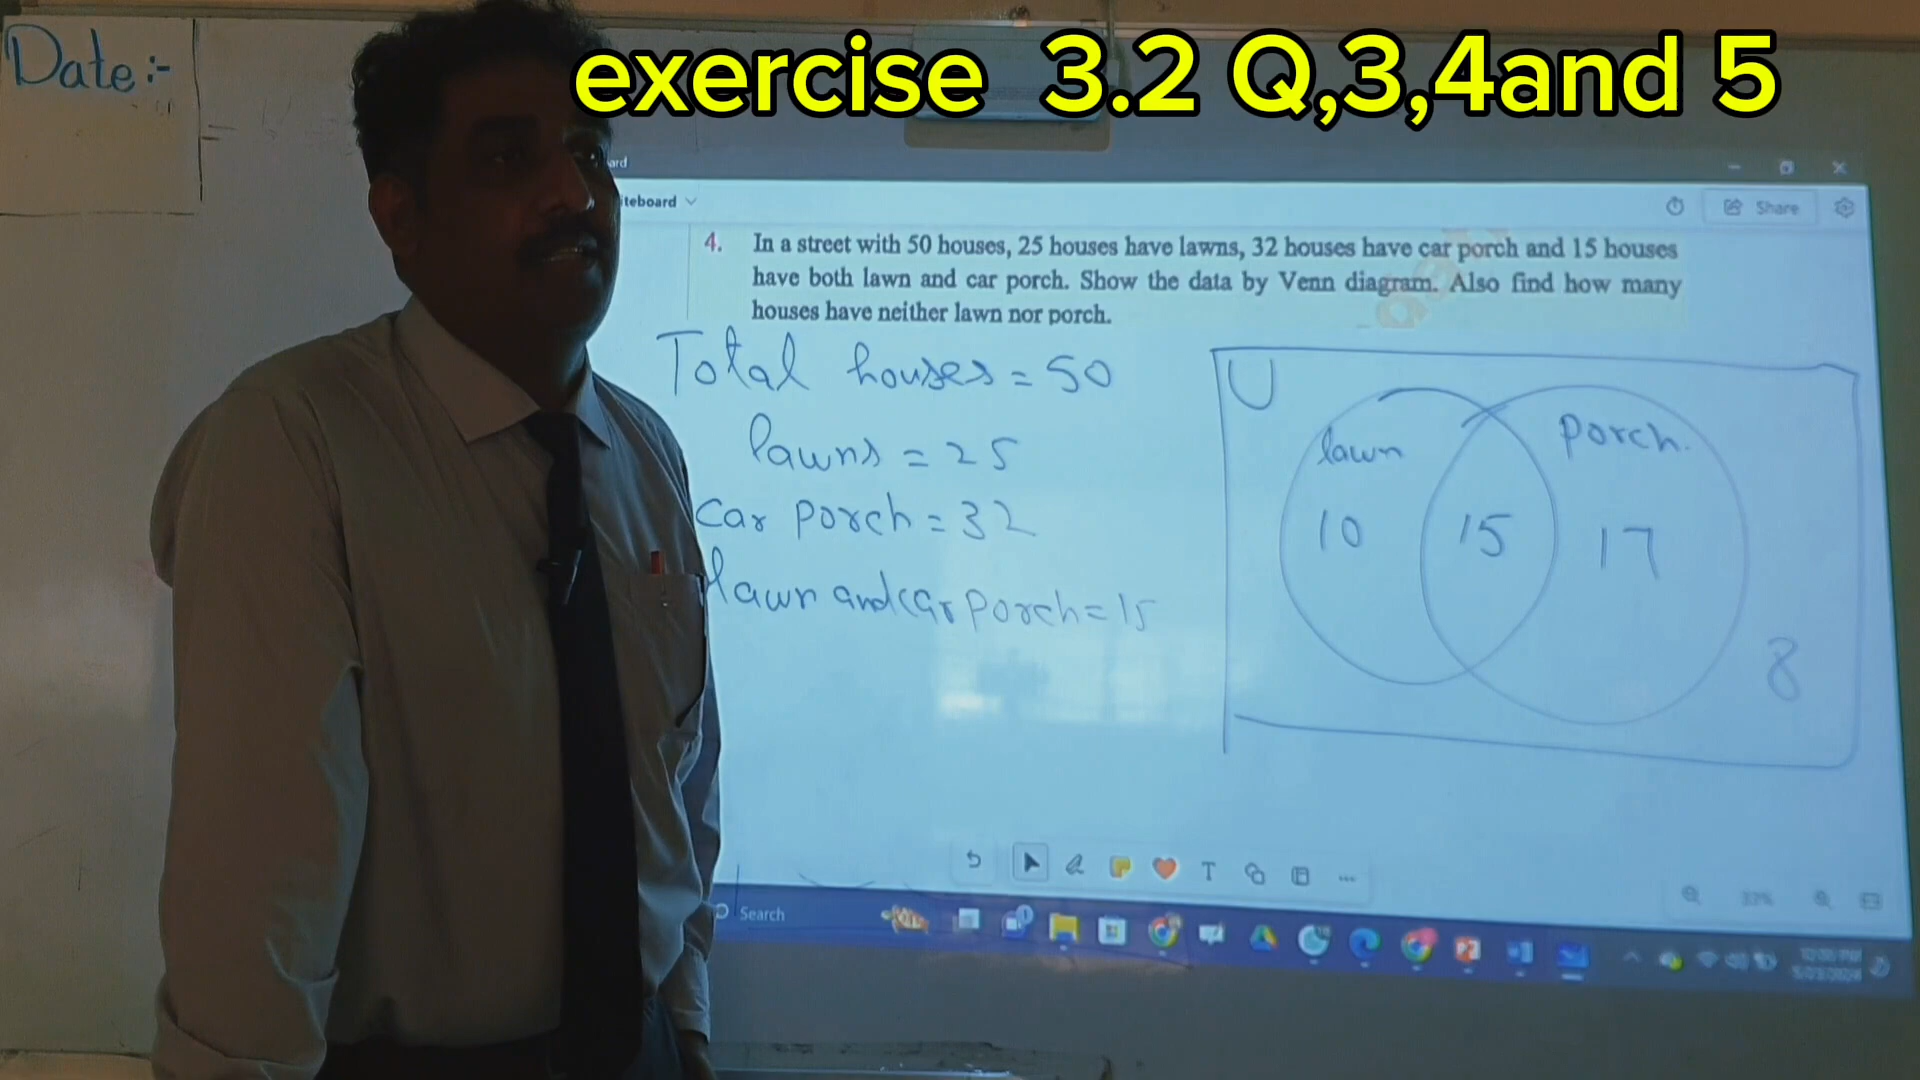 Date:-
exercise 3.2 Q,3,4and 5
Share
4. In a street with 50 houses, 25 houses have lawns, 32 houses have car porch and 15 houses
have both lawn and car porch. Show the data by Venn diagram. Also find how many
houses have neither lawn nor porch.
Total houses = 50
lawns = 25
Car porch = 32
lawn and car porch = 15
U
lawn
porch.
10
15
17
8
Search